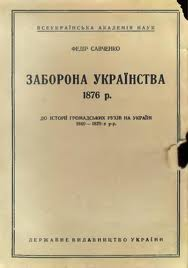 ВСЕУКРАЇНСЬКА АКАДЕМІЯ НАУК
ФЕДІР САВЧЕНКО
ЗАБОРОНА УКРАЇНСТВА
1876 р.
ДО ІСТОРІЇ ГРОМАДСЬКИХ РУХІВ НА УКРАЇНІ
1860—1870-х р.р.
ДЕРЖАВНЕ ВИДАВНИЦТВО УКРАЇНИ